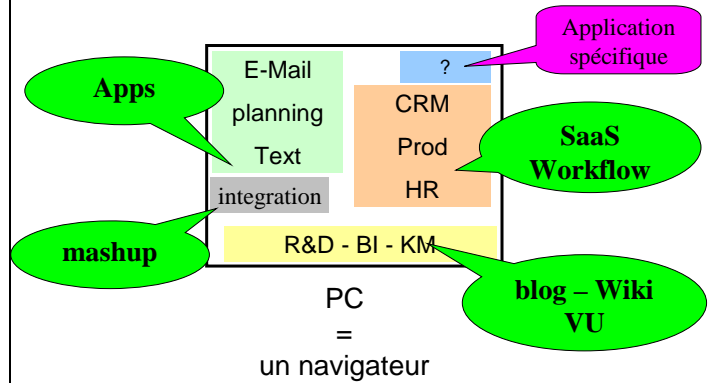 Application
spécifique
?
E-Mail
planning
Text
Apps
CRM
Prod
HR
SaaS
Workflow
integration
mashup
R&D - BI - KM
blog – Wiki
VU
PC
=
un navigateur